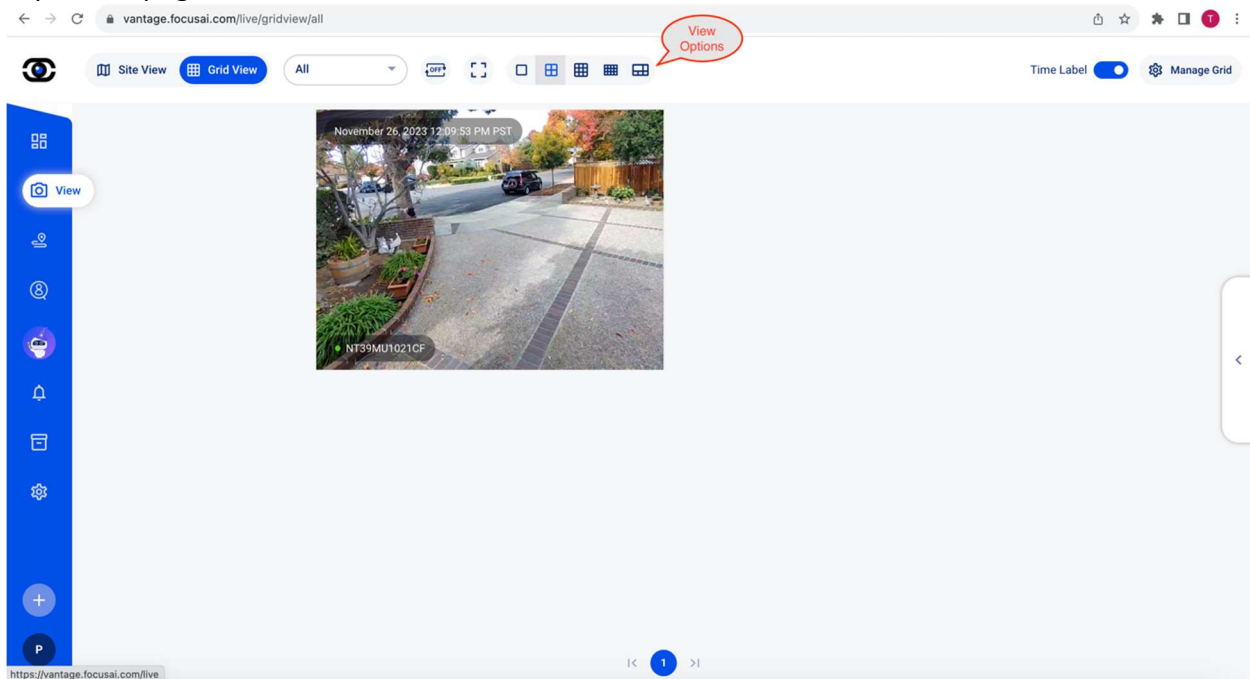 vantage.focusai.com/live/gridview/all
T
View
Options
Site View
Grid View
All
OFF
Time Label
Manage Grid
November 26, 2023 12:09:53 PM PST
View
NT39MU1021CF
P
1
https://vantage.focusai.com/live